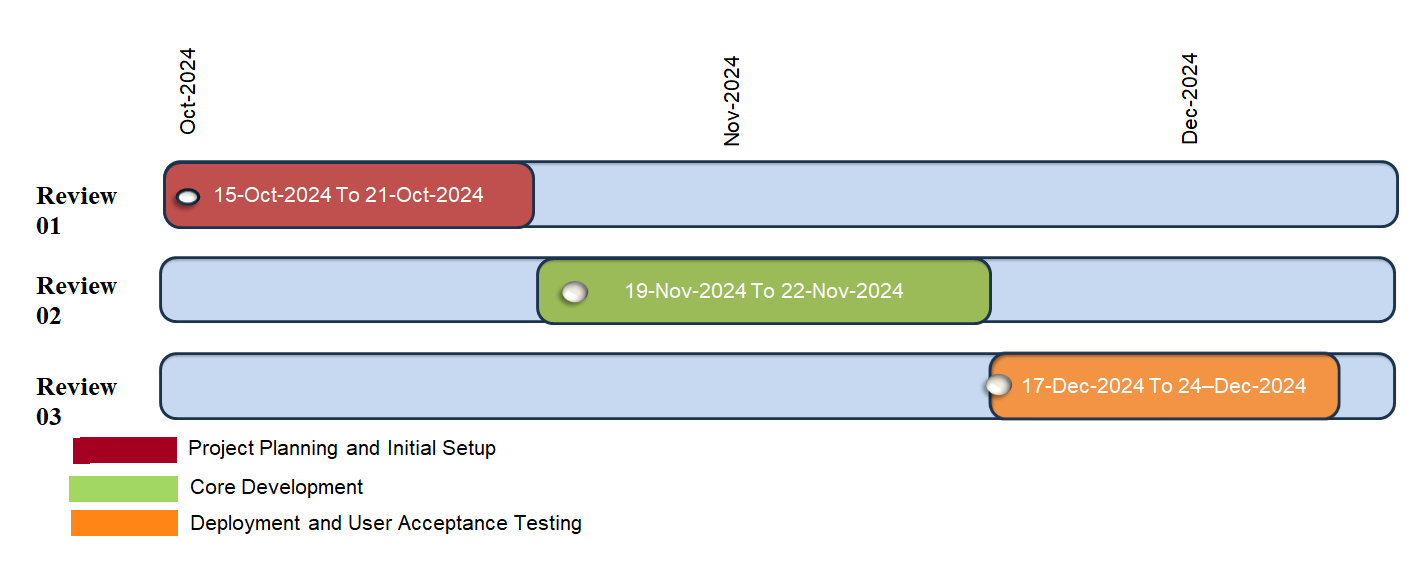 Oct-2024
Nov-2024
Dec-2024
Review
01
15-Oct-2024 To 21-Oct-2024
Review
02
19-Nov-2024 To 22-Nov-2024
Review
03
17-Dec-2024 To 24–Dec-2024
Project Planning and Initial Setup
Core Development
Deployment and User Acceptance Testing